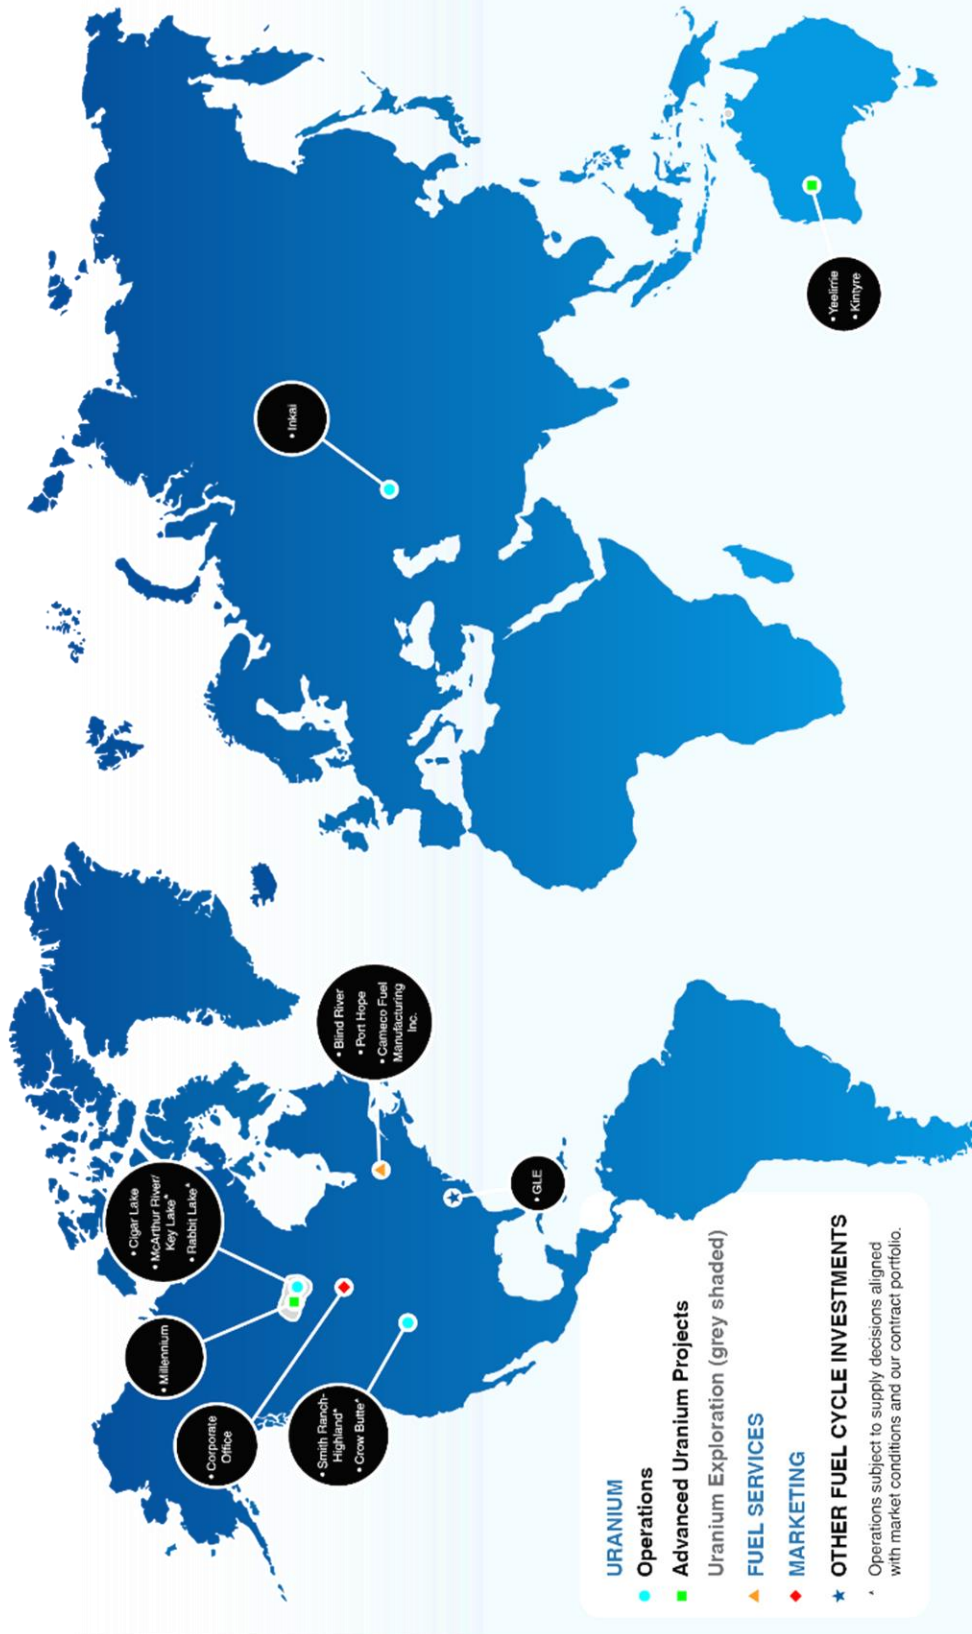 • Millennium
• Cigar Lake
• McArthur River/
Key Lake*
• Rabbit Lake*
• Corporate
Office
• Smith Ranch-
Highland*
• Crow Butte*
• Blind River
• Port Hope
• Cameco Fuel
Manufacturing
Inc.
• GLE
• Inkai
• Yeelirrie
• Kintyre
URANIUM
Operations
Advanced Uranium Projects
Uranium Exploration (grey shaded)
FUEL SERVICES
MARKETING
OTHER FUEL CYCLE INVESTMENTS
* Operations subject to supply decisions aligned
with market conditions and our contract portfolio.